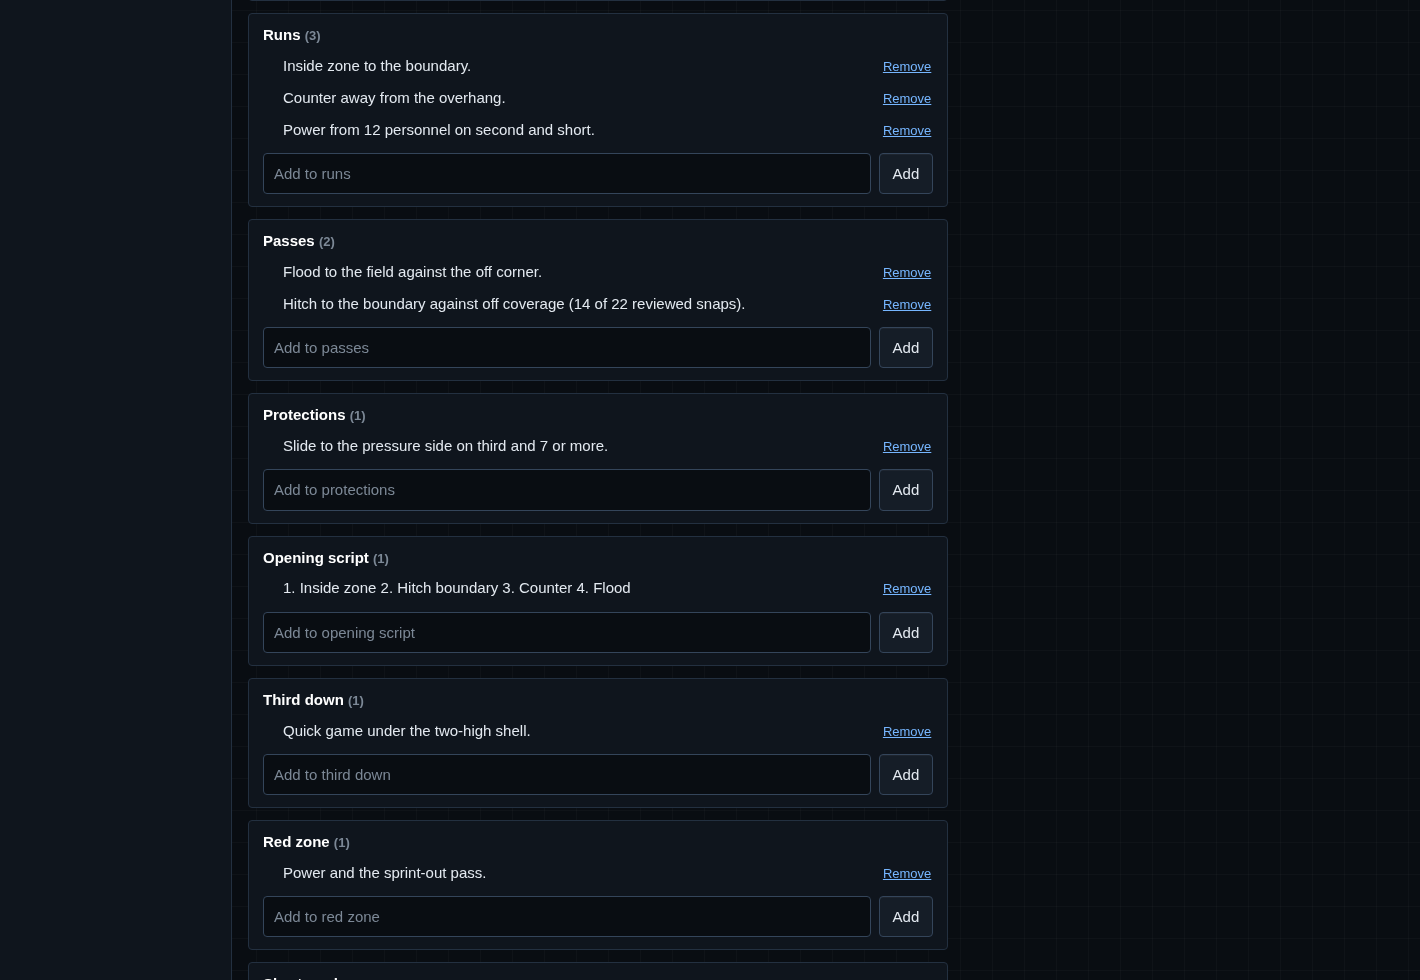 Runs (3)
Inside zone to the boundary.
Remove
Counter away from the overhang.
Remove
Power from 12 personnel on second and short.
Remove
Add to runs
Add
Passes (2)
Flood to the field against the off corner.
Remove
Hitch to the boundary against off coverage (14 of 22 reviewed snaps).
Remove
Add to passes
Add
Protections (1)
Slide to the pressure side on third and 7 or more.
Remove
Add to protections
Add
Opening script (1)
1. Inside zone 2. Hitch boundary 3. Counter 4. Flood
Remove
Add to opening script
Add
Third down (1)
Quick game under the two-high shell.
Remove
Add to third down
Add
Red zone (1)
Power and the sprint-out pass.
Remove
Add to red zone
Add